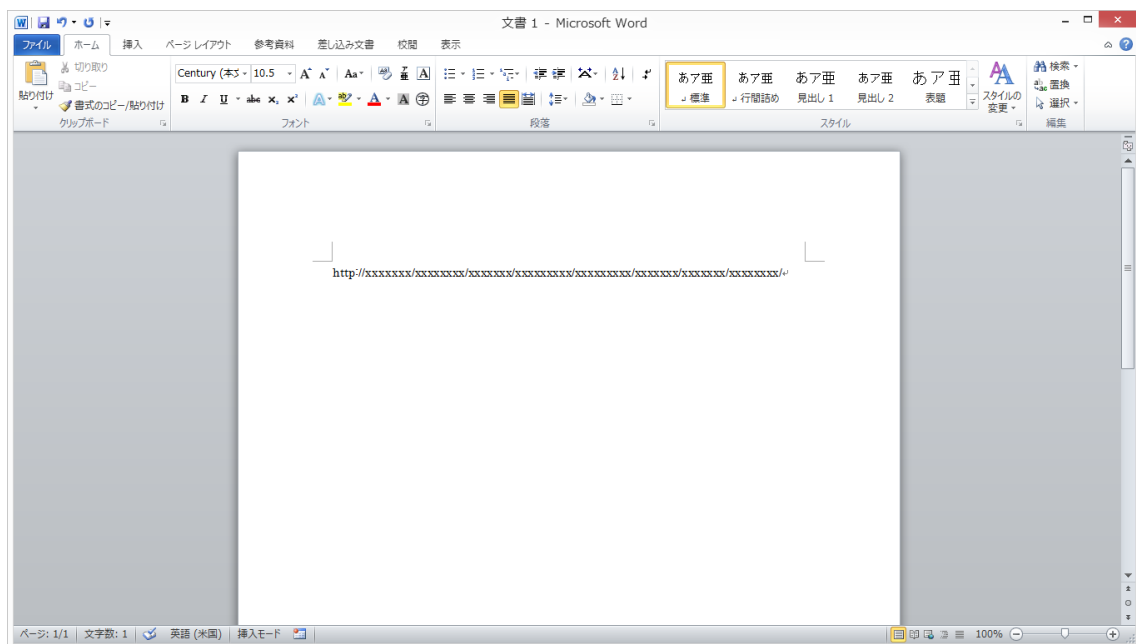 文書 1 - Microsoft Word
ファイル ホーム 挿入 ページ レイアウト 参考資料 差し込み文書 校閲 表示
貼り付け
切り取り
コピー
書式のコピー/貼り付け
クリップボード
Century (本文 10.5
フォント
段落
あア亜 あア亜 あア亜 あア亜 あア亜
標準 行間詰め 見出し 1 見出し 2 表題
スタイルの
変更
スタイル
検索
置換
選択
編集
http://xxxxxxx/xxxxxxxx/xxxxxxx/xxxxxxxxx/xxxxxxxxx/xxxxxxx/xxxxxxx/xxxxxxxx/
ページ: 1/1 文字数: 1 英語 (米国) 挿入モード 100%